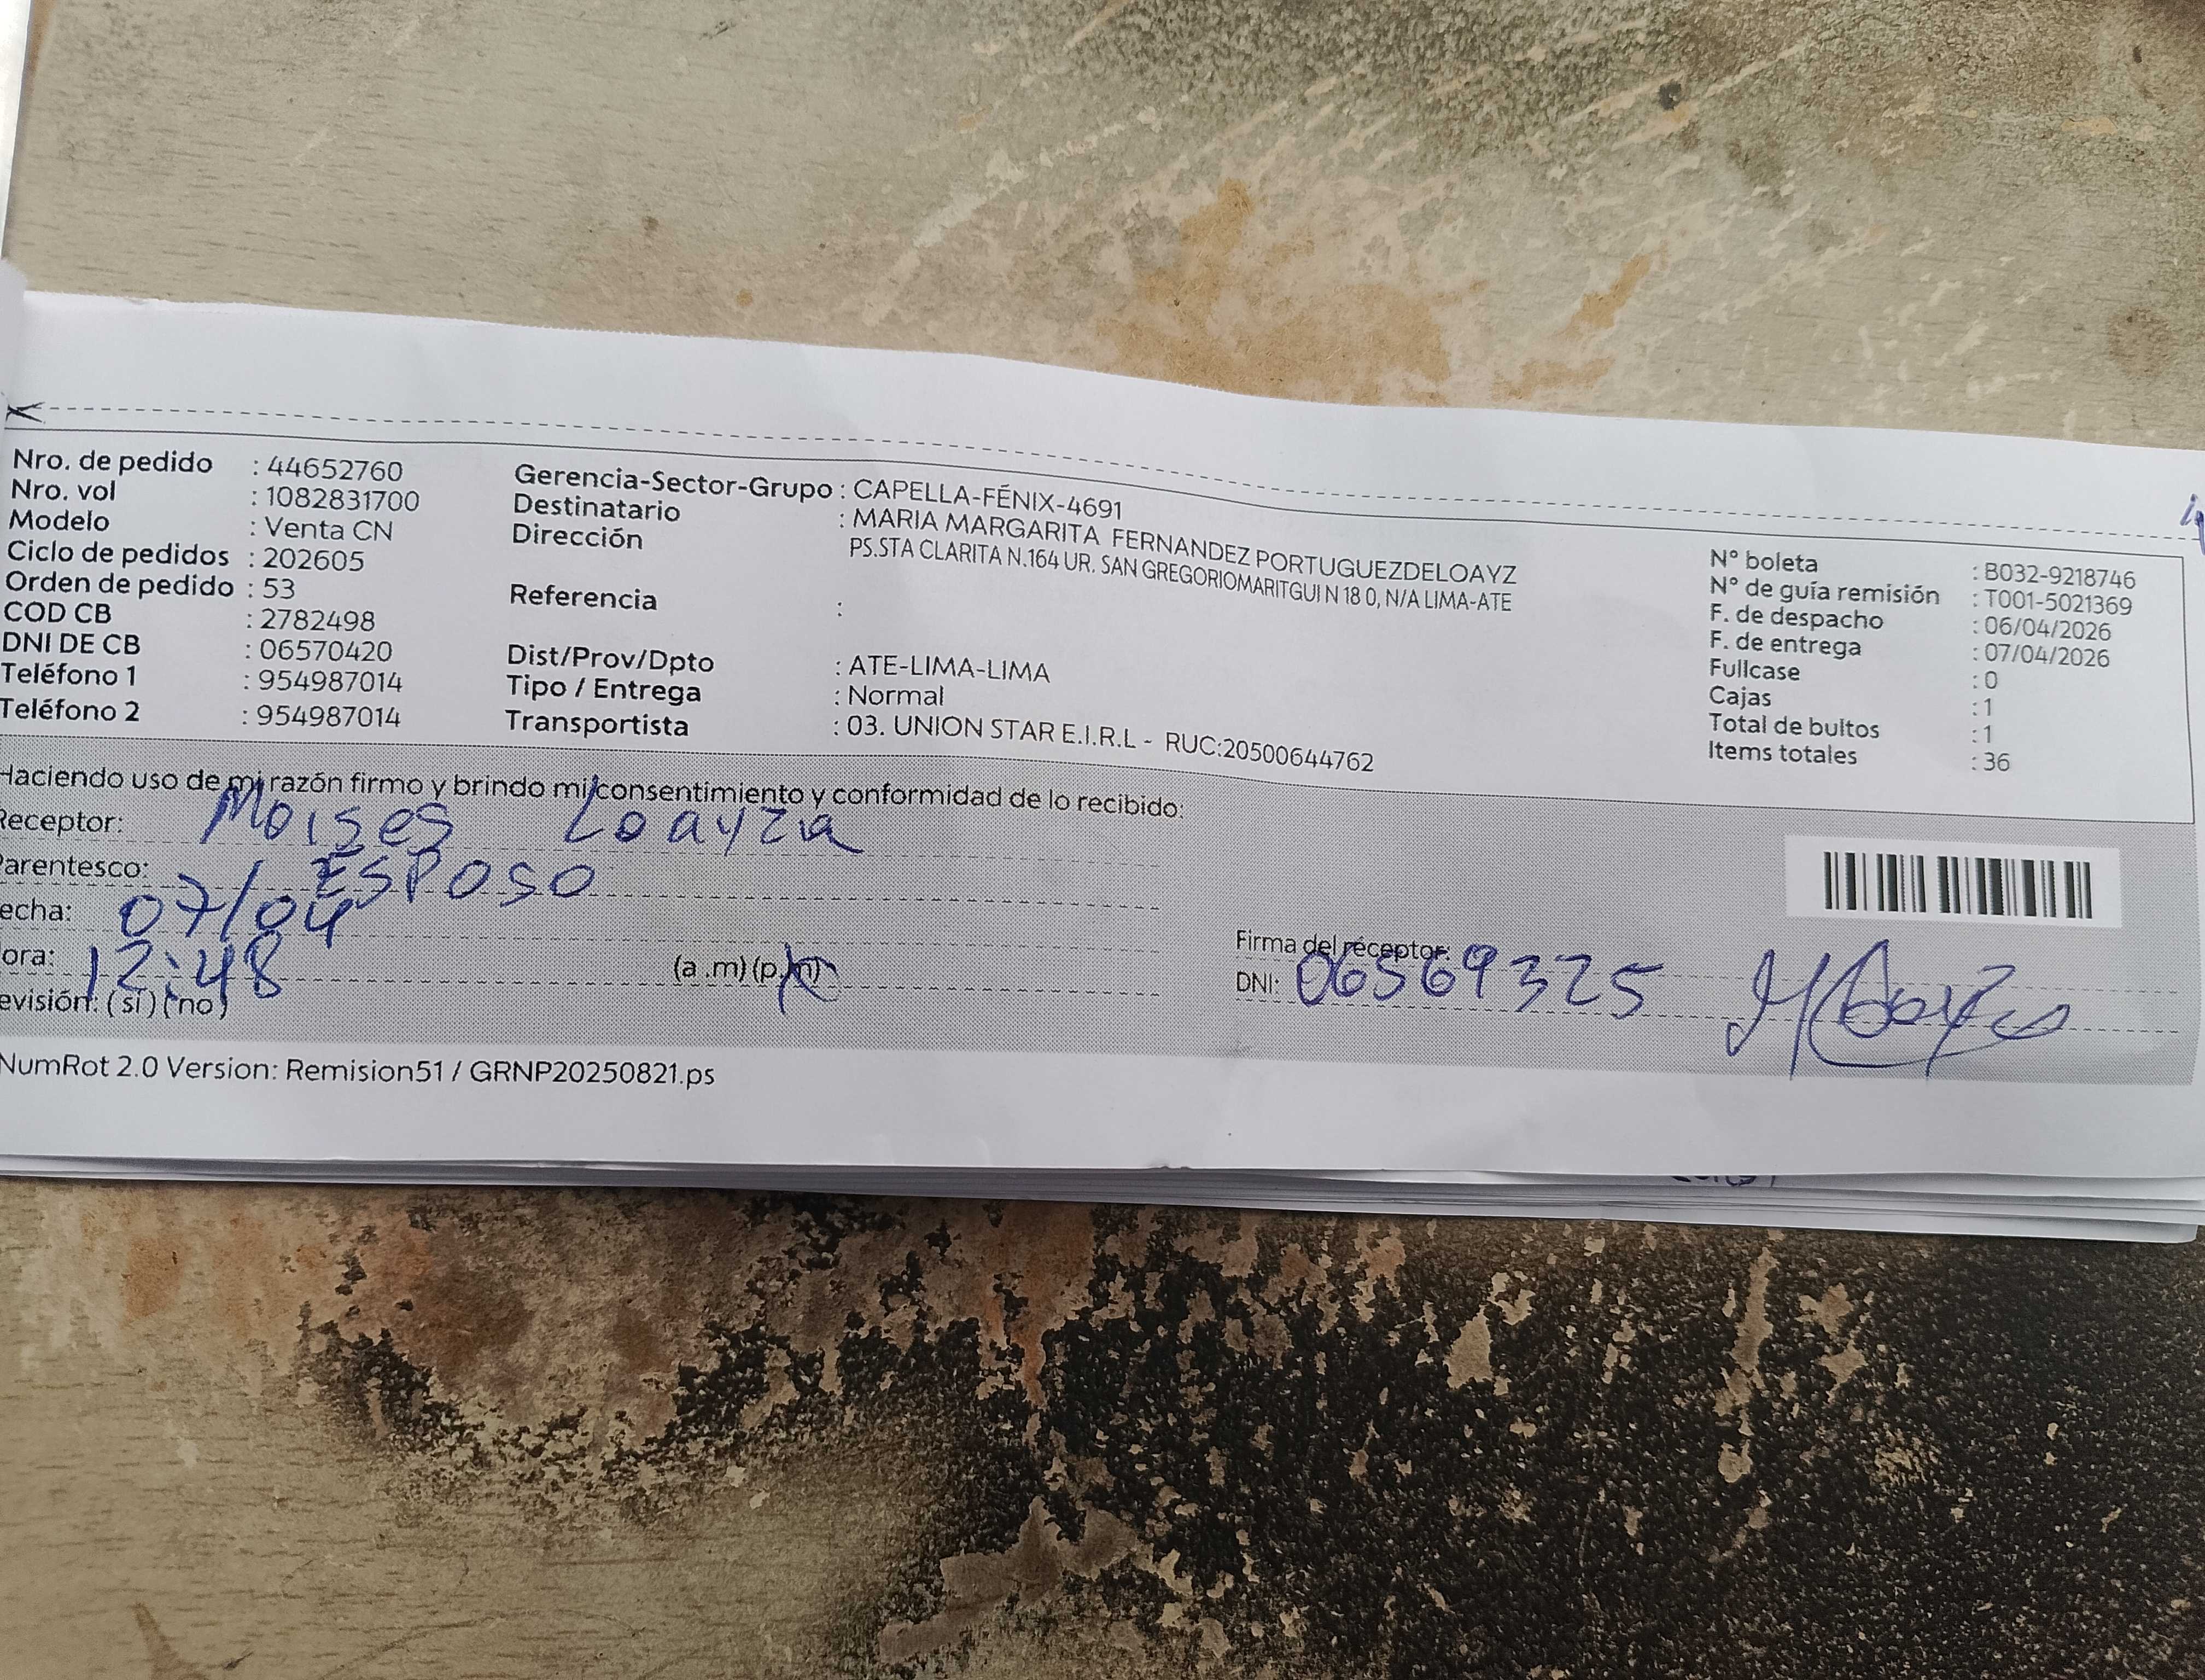 Nro. de pedido : 44652760
Nro. vol : 1082831700
Modelo : Venta CN
Ciclo de pedidos : 202605
Orden de pedido : 53
COD CB : 2782498
DNI DE CB : 06570420
Teléfono 1 : 954987014
Teléfono 2 : 954987014
Gerencia-Sector-Grupo : CAPELLA-FÉNIX-4691
Destinatario : MARIA MARGARITA FERNANDEZ PORTUGUEZDELOAYZ
Dirección PS.STA CLARITA N.164 UR. SAN GREGORIOMARITGUI N 18 0, N/A LIMA-ATE
Referencia :
Dist/Prov/Dpto : ATE-LIMA-LIMA
Tipo / Entrega : Normal
Transportista : 03. UNION STAR E.I.R.L - RUC:20500644762
N° boleta : B032-9218746
N° de guía remisión : T001-5021369
F. de despacho : 06/04/2026
F. de entrega : 07/04/2026
Fullcase : 0
Cajas : 1
Total de bultos : 1
Items totales : 36
Haciendo uso de mi razón firmo y brindo mi consentimiento y conformidad de lo recibido:
Receptor: Moises Loayza
Parentesco: ESPOSO
echa: 07/04
ora: 12:48 (a .m) (p.m)
evisión: (si) (no)
Firma del receptor:
DNI: 06569325
NumRot 2.0 Version: Remision51 / GRNP20250821.ps